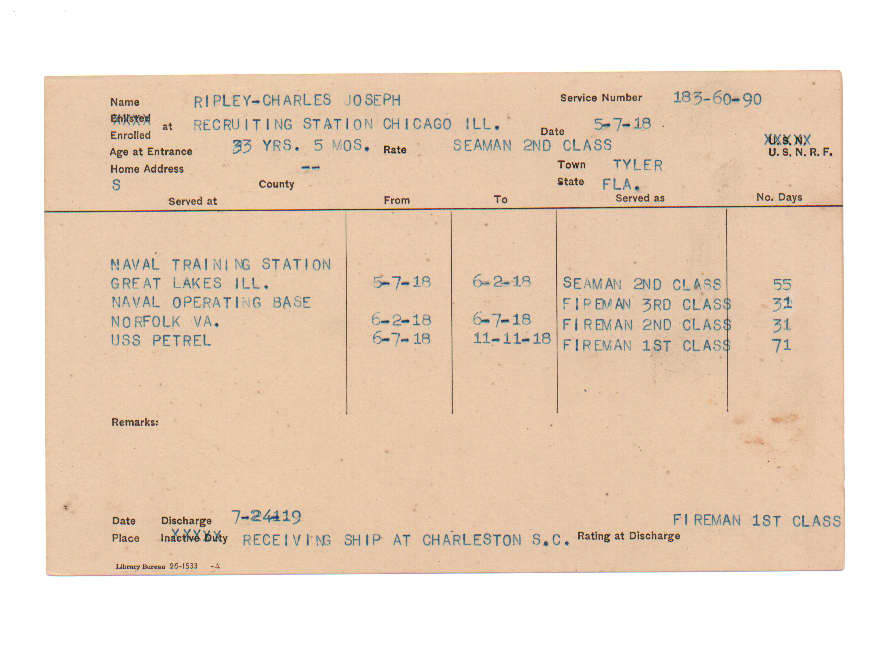 Name RIPLEY-CHARLES JOSEPH Service Number 183-60-90
Enlisted
Enrolled at RECRUITING STATION CHICAGO ILL. Date 5-7-18
Age at Entrance 33 YRS. 5 MOS. Rate SEAMAN 2ND CLASS U.S.N. U. S. N. R. F.
Home Address -- Town TYLER
S County State FLA.
Served at From To Served as No. Days
NAVAL TRAINING STATION
GREAT LAKES ILL. 5-7-18 6-2-18 SEAMAN 2ND CLASS 55
NAVAL OPERATING BASE FIREMAN 3RD CLASS 31
NORFOLK VA. 6-2-18 6-7-18 FIREMAN 2ND CLASS 31
USS PETREL 6-7-18 11-11-18 FIREMAN 1ST CLASS 71
Remarks:
Date Discharge 7-24-19 FIREMAN 1ST CLASS
Place Inactive Duty RECEIVING SHIP AT CHARLESTON S.C. Rating at Discharge
Library Bureau 26-1533 -A